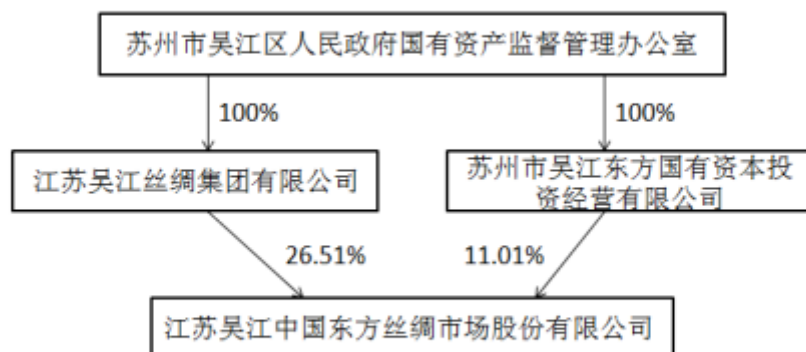 苏州市吴江区人民政府国有资产监督管理办公室
100%
100%
江苏吴江丝绸集团有限公司
苏州市吴江东方国有资本投
资经营有限公司
26.51%
11.01%
江苏吴江中国东方丝绸市场股份有限公司